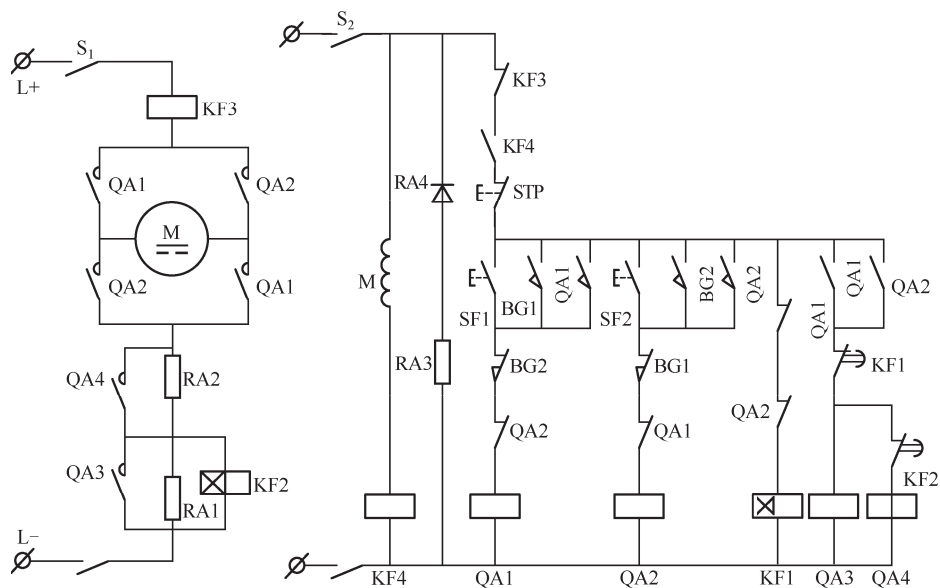 S₁
L+
KF3
QA1
QA2
M
QA2
QA1
QA4
RA2
QA3
RA1
KF2
L−
S₂
KF3
KF4
RA4
STP
M
SF1
BG1
QA1
SF2
BG2
QA2
QA1
QA1
QA2
RA3
BG2
BG1
KF1
QA2
QA1
QA2
KF2
KF4
QA1
QA2
KF1
QA3
QA4